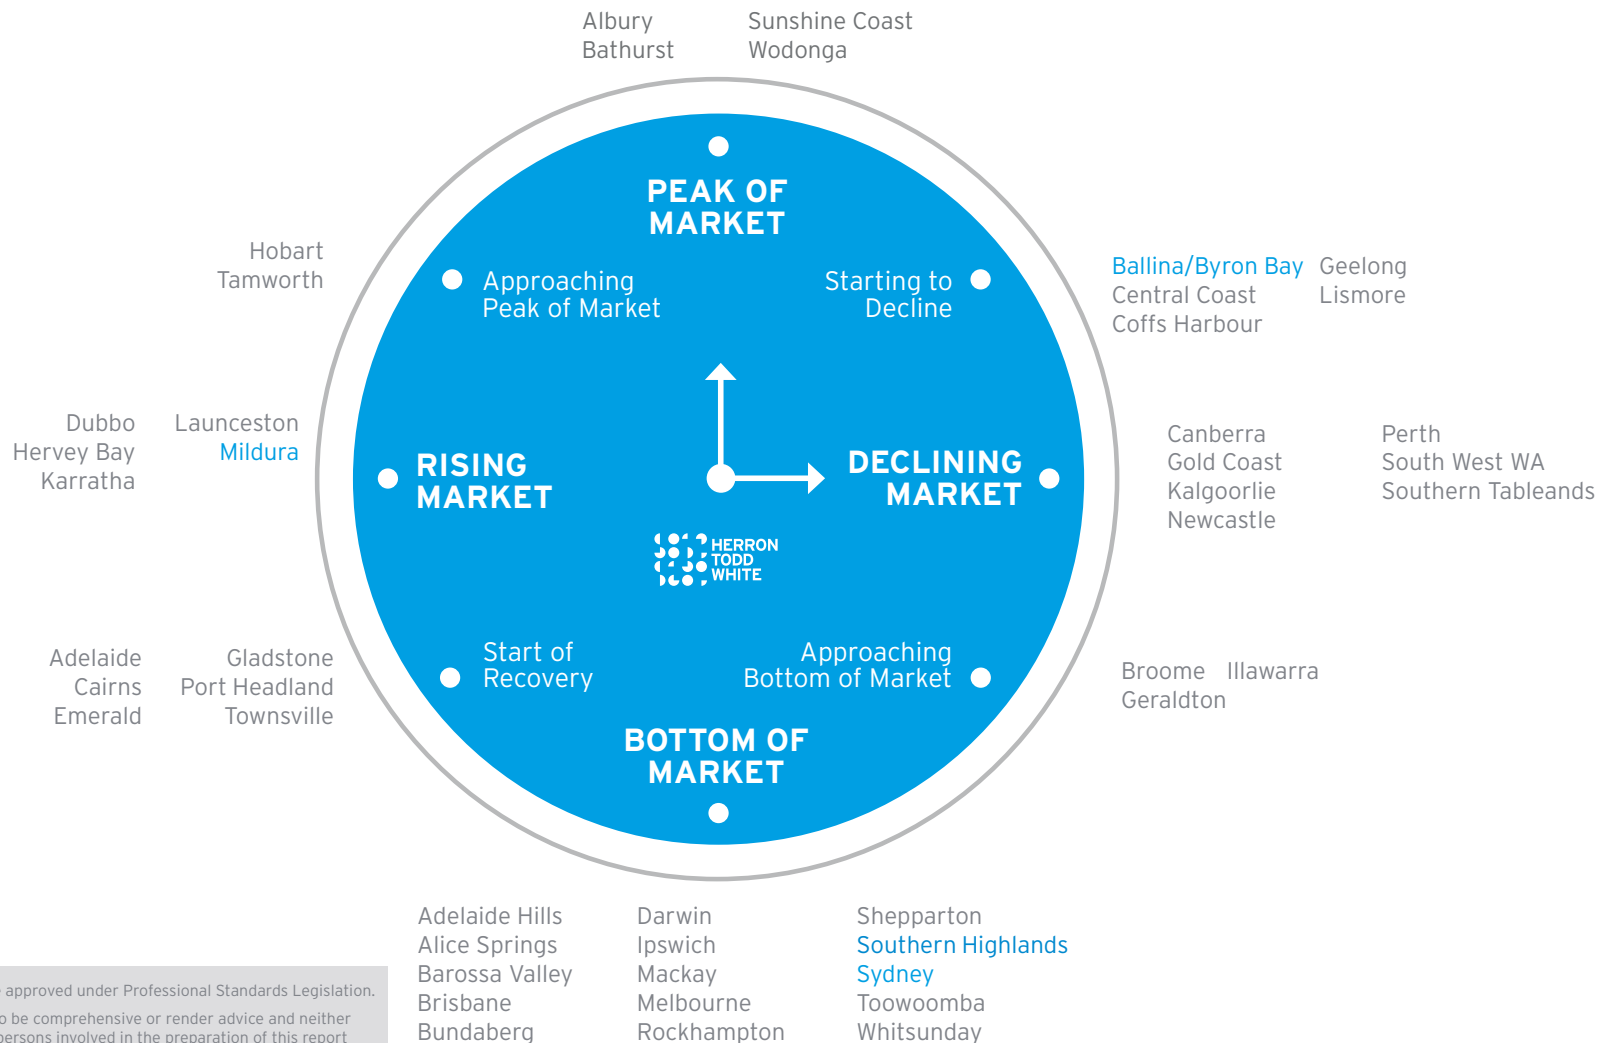 Albury
Bathurst
Sunshine Coast
Wodonga
PEAK OF
MARKET
Hobart
Tamworth
Approaching
Peak of Market
Starting to
Decline
Ballina/Byron Bay
Central Coast
Coffs Harbour
Geelong
Lismore
Dubbo
Hervey Bay
Karratha
Launceston
Mildura
RISING
MARKET
DECLINING
MARKET
Canberra
Gold Coast
Kalgoorlie
Newcastle
Perth
South West WA
Southern Tableands
HERRON
TODD
WHITE
Adelaide
Cairns
Emerald
Gladstone
Port Headland
Townsville
Start of
Recovery
Approaching
Bottom of Market
Broome
Geraldton
Illawarra
BOTTOM OF
MARKET
Adelaide Hills
Alice Springs
Barossa Valley
Brisbane
Bundaberg
Darwin
Ipswich
Mackay
Melbourne
Rockhampton
Shepparton
Southern Highlands
Sydney
Toowoomba
Whitsunday
approved under Professional Standards Legislation.
to be comprehensive or render advice and neither
persons involved in the preparation of this report